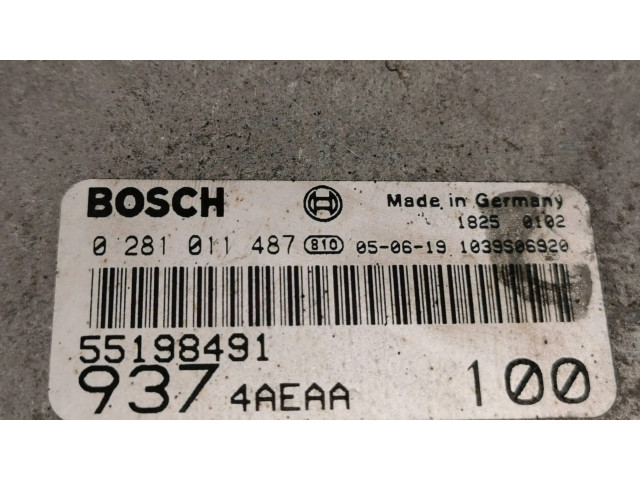 BOSCH Made in Germany
1825 0102
0 281 011 487 810 05-06-19 1039S06920
55198491
937 4AEAA 100